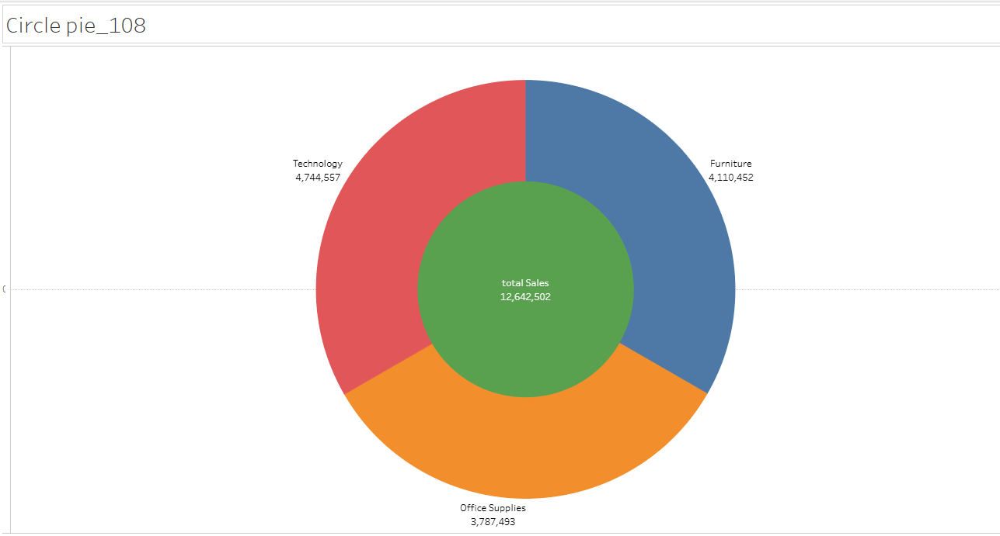 Circle pie_108
Technology
4,744,557
Furniture
4,110,452
total Sales
12,642,502
Office Supplies
3,787,493